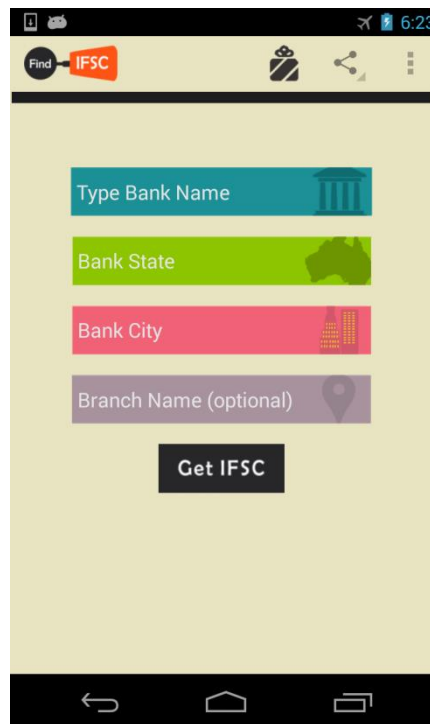 6:23
Find IFSC
Type Bank Name
Bank State
Bank City
Branch Name (optional)
Get IFSC